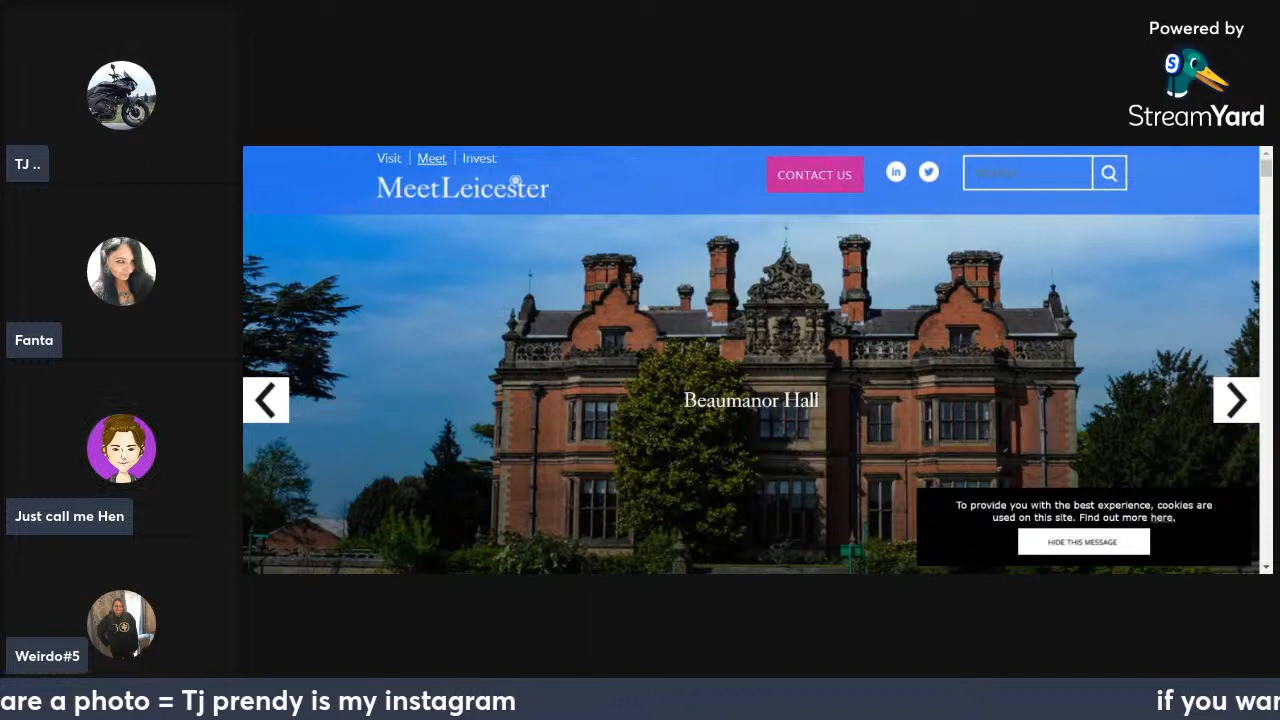 Powered by
StreamYard
TJ ..
Fanta
Just call me Hen
Weirdo#5
Visit | Meet | Invest
MeetLeicester
CONTACT US
Beaumanor Hall
To provide you with the best experience, cookies are
used on this site. Find out more here.
HIDE THIS MESSAGE
are a photo = Tj prendy is my instagram
if you wan